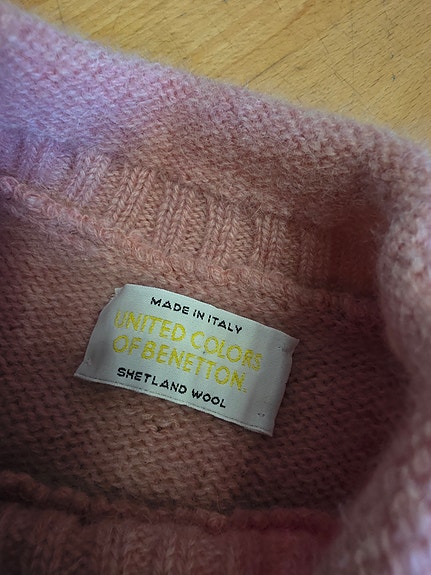 MADE IN ITALY
UNITED COLORS
OF BENETTON.
SHETLAND WOOL